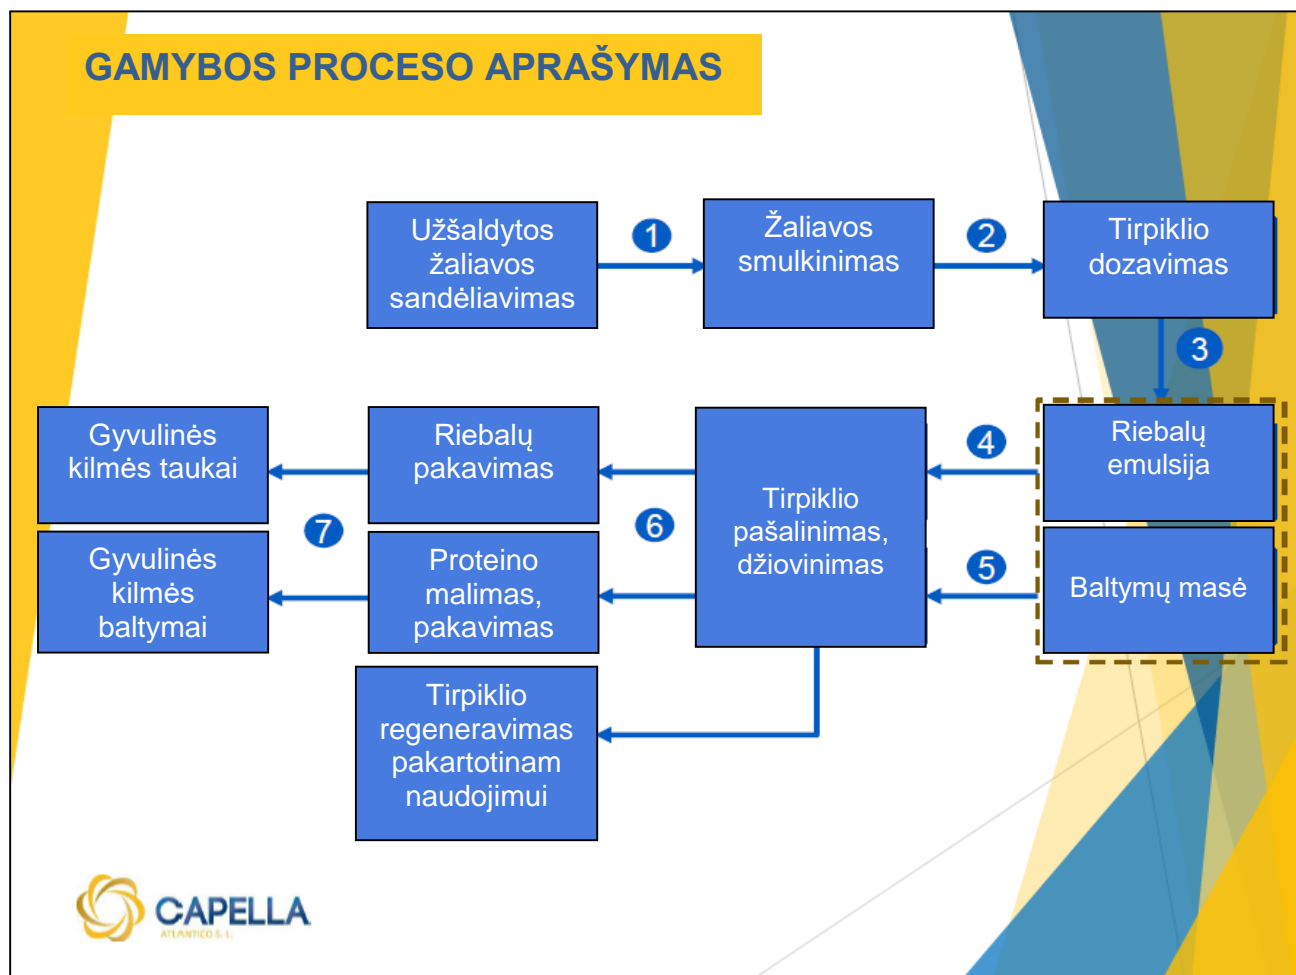 GAMYBOS PROCESO APRAŠYMAS
Užšaldytos
žaliavos
sandėliavimas
1
Žaliavos
smulkinimas
2
Tirpiklio
dozavimas
3
Gyvulinės
kilmės taukai
Riebalų
pakavimas
Tirpiklio
pašalinimas,
džiovinimas
4
Riebalų
emulsija
7
6
5
Gyvulinės
kilmės
baltymai
Proteino
malimas,
pakavimas
Baltymų masė
Tirpiklio
regeneravimas
pakartotinam
naudojimui
CAPELLA
ATLANTICO S. L.